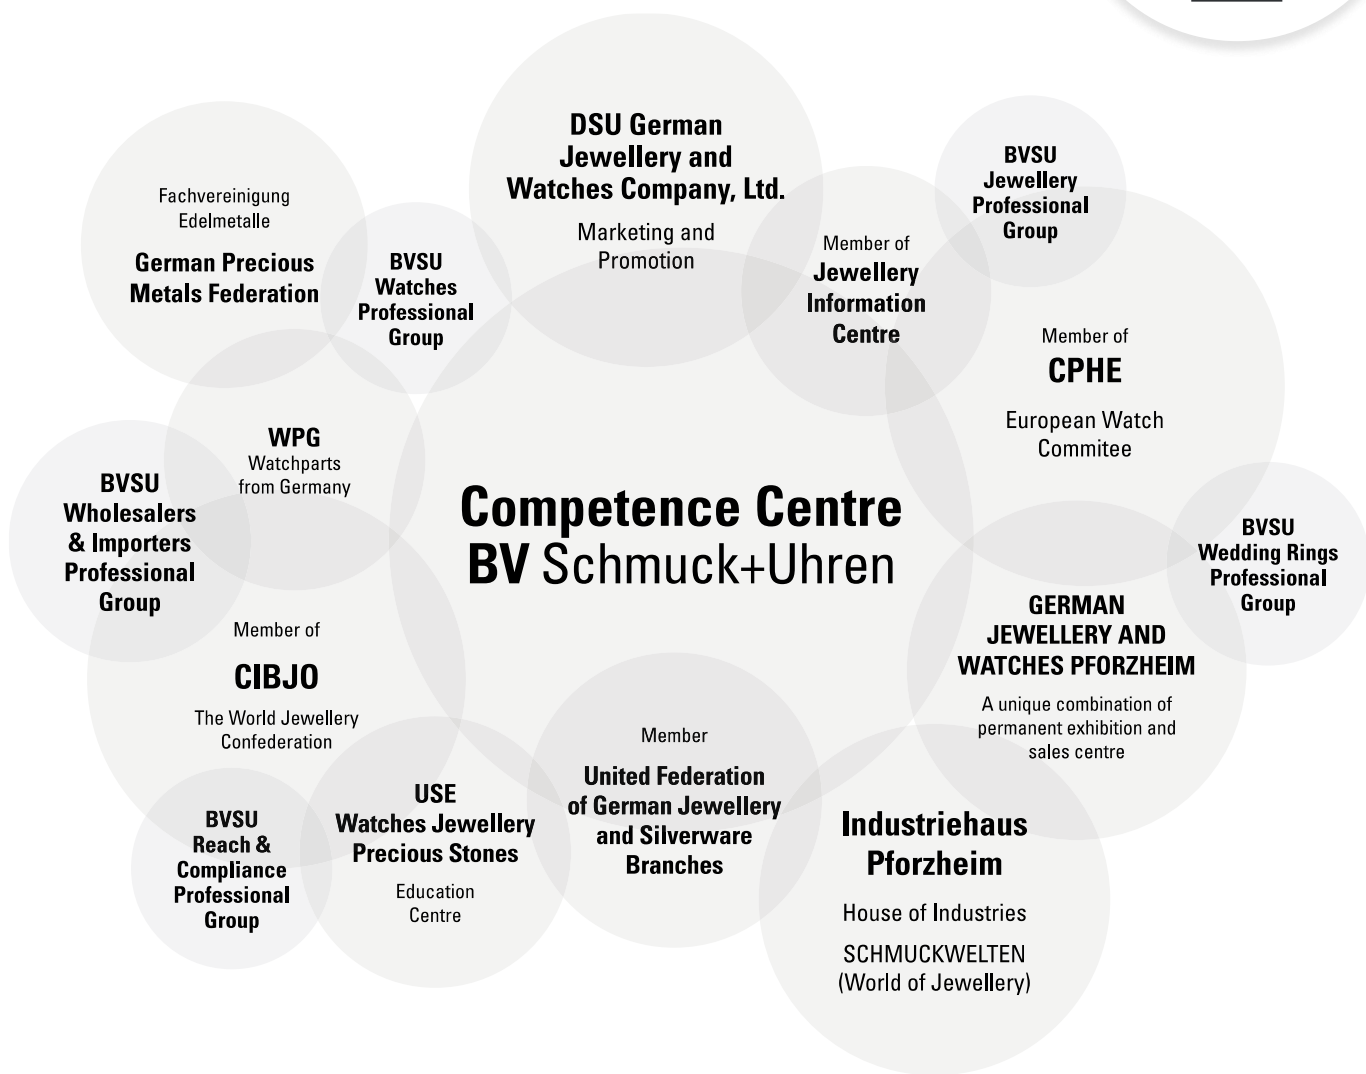 DSU German
Jewellery and
Watches Company, Ltd.
Marketing and
Promotion
Fachvereinigung
Edelmetalle
German Precious
Metals Federation
BVSU
Watches
Professional
Group
Member of
Jewellery
Information
Centre
BVSU
Jewellery
Professional
Group
Member of
CPHE
European Watch
Commitee
WPG
Watchparts
from Germany
BVSU
Wholesalers
& Importers
Professional
Group
Competence Centre
BV Schmuck+Uhren
BVSU
Wedding Rings
Professional
Group
GERMAN
JEWELLERY AND
WATCHES PFORZHEIM
A unique combination of
permanent exhibition and
sales centre
Member of
CIBJO
The World Jewellery
Confederation
BVSU
Reach &
Compliance
Professional
Group
USE
Watches Jewellery
Precious Stones
Education
Centre
Member
United Federation
of German Jewellery
and Silverware
Branches
Industriehaus
Pforzheim
House of Industries
SCHMUCKWELTEN
(World of Jewellery)